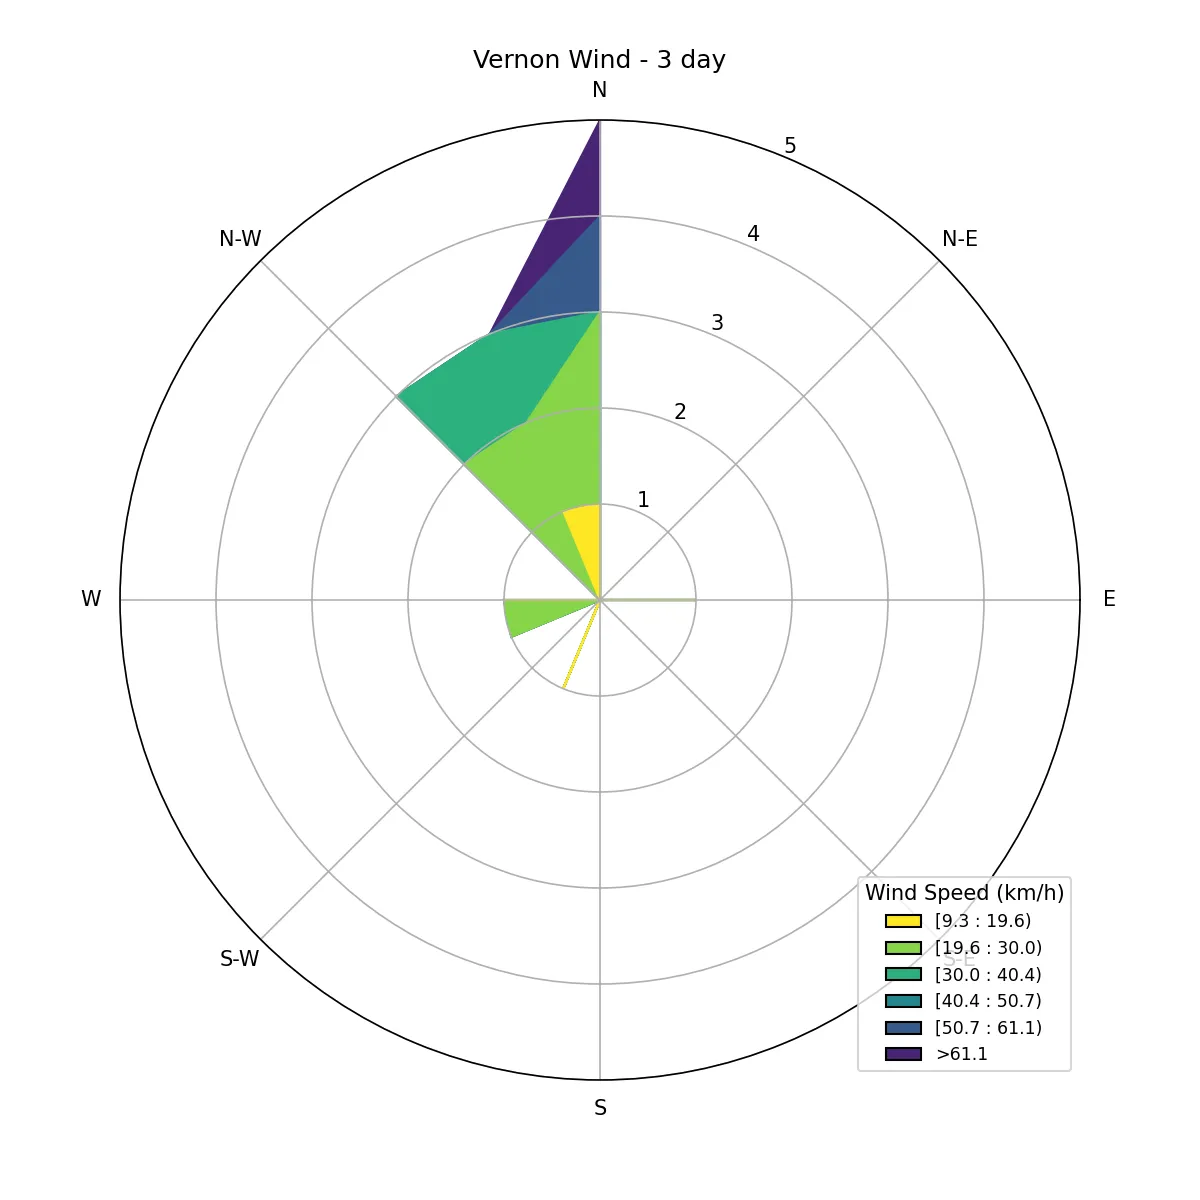 Vernon Wind - 3 day
N
5
N-W
4
N-E
3
2
1
W
E
Wind Speed (km/h)
[9.3 : 19.6)
[19.6 : 30.0)
S-W
S-E
[30.0 : 40.4)
[40.4 : 50.7)
[50.7 : 61.1)
>61.1
S